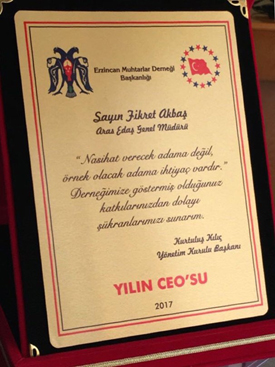 Erzincan Muhtarlar Derneği
Başkanlığı
Sayın Fikret Akbaş
Aras Edaş Genel Müdürü
“Nasihat verecek adama değil,
örnek olacak adama ihtiyaç vardır.”
Derneğimize göstermiş olduğunuz
katkılarınızdan dolayı
şükranlarımızı sunarım.
Kurtuluş Kılıç
Yönetim Kurulu Başkanı
YILIN CEO’SU
2017